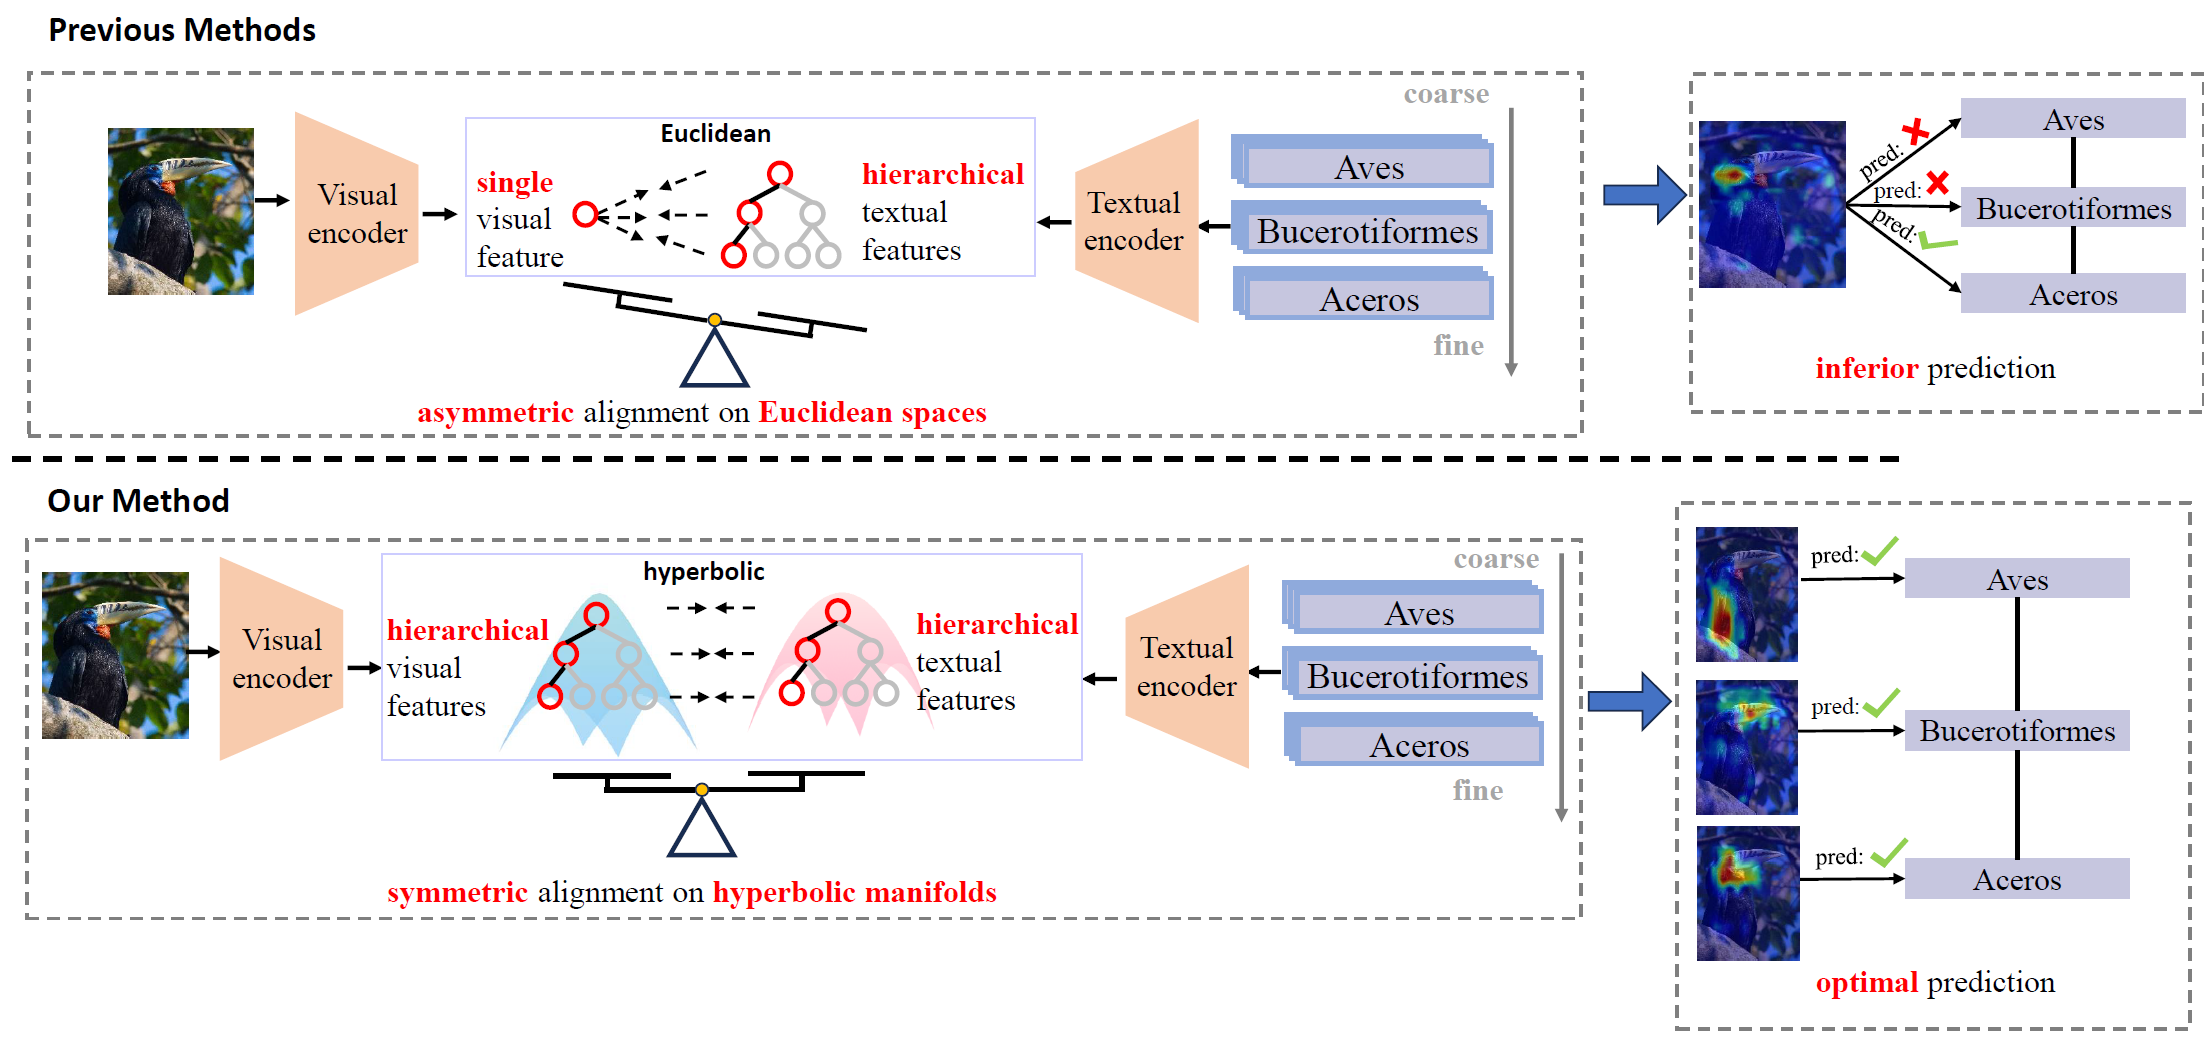 Previous Methods
coarse
Euclidean
single
visual
feature
hierarchical
textual
features
Visual
encoder
Textual
encoder
Aves
Bucerotiformes
Aceros
fine
asymmetric alignment on Euclidean spaces
pred:
pred:
pred:
Aves
Bucerotiformes
Aceros
inferior prediction
Our Method
coarse
hyperbolic
hierarchical
visual
features
hierarchical
textual
features
Visual
encoder
Textual
encoder
Aves
Bucerotiformes
Aceros
fine
symmetric alignment on hyperbolic manifolds
pred:
Aves
pred:
Bucerotiformes
pred:
Aceros
optimal prediction